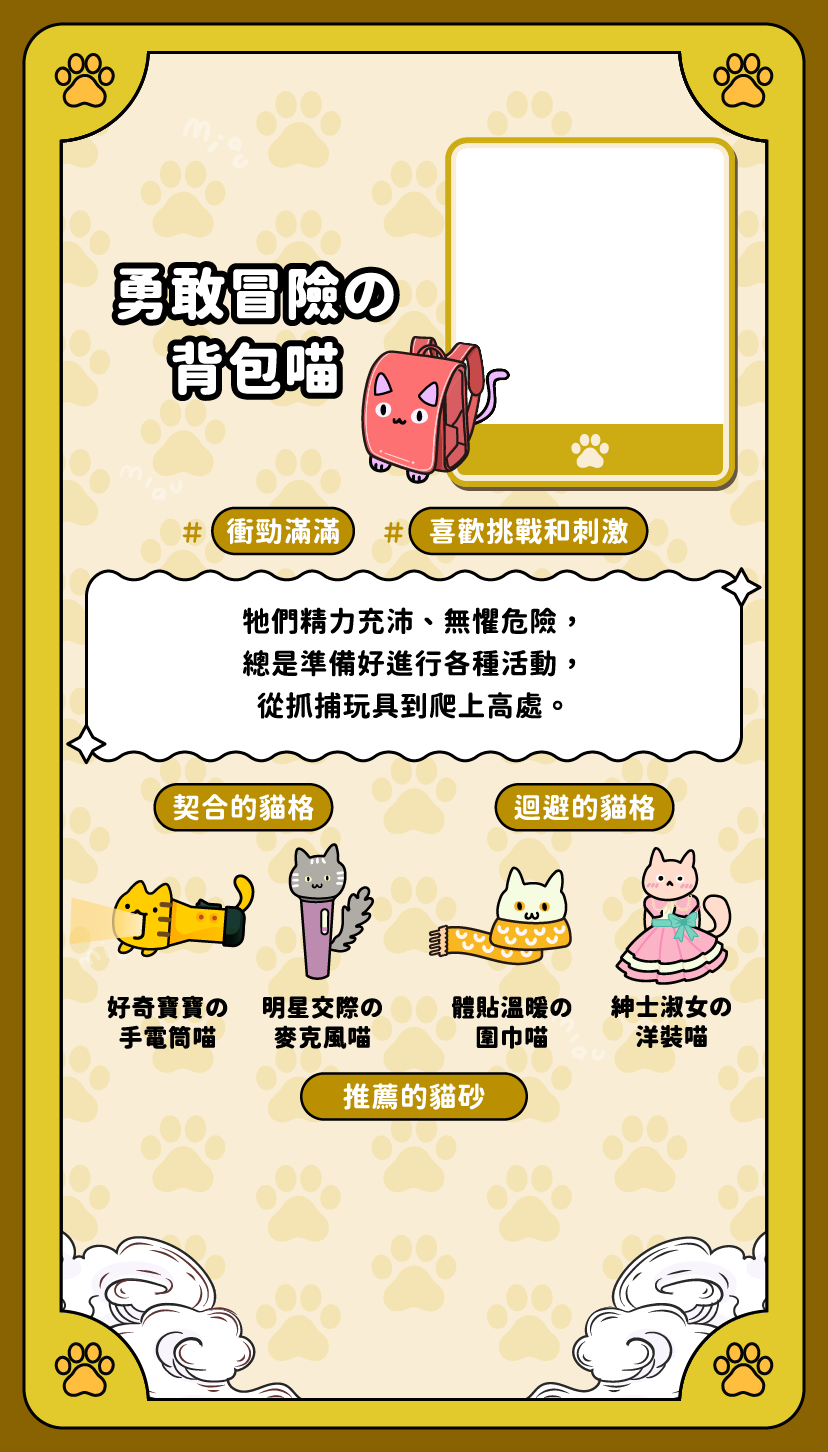 miau
勇敢冒險の
背包喵
miau
# 衝勁滿滿 # 喜歡挑戰和刺激
牠們精力充沛、無懼危險，
總是準備好進行各種活動，
從抓捕玩具到爬上高處。
契合的貓格 迴避的貓格
好奇寶寶の 明星交際の 體貼溫暖の 紳士淑女の
手電筒喵 麥克風喵 圍巾喵 洋裝喵
miau
推薦的貓砂